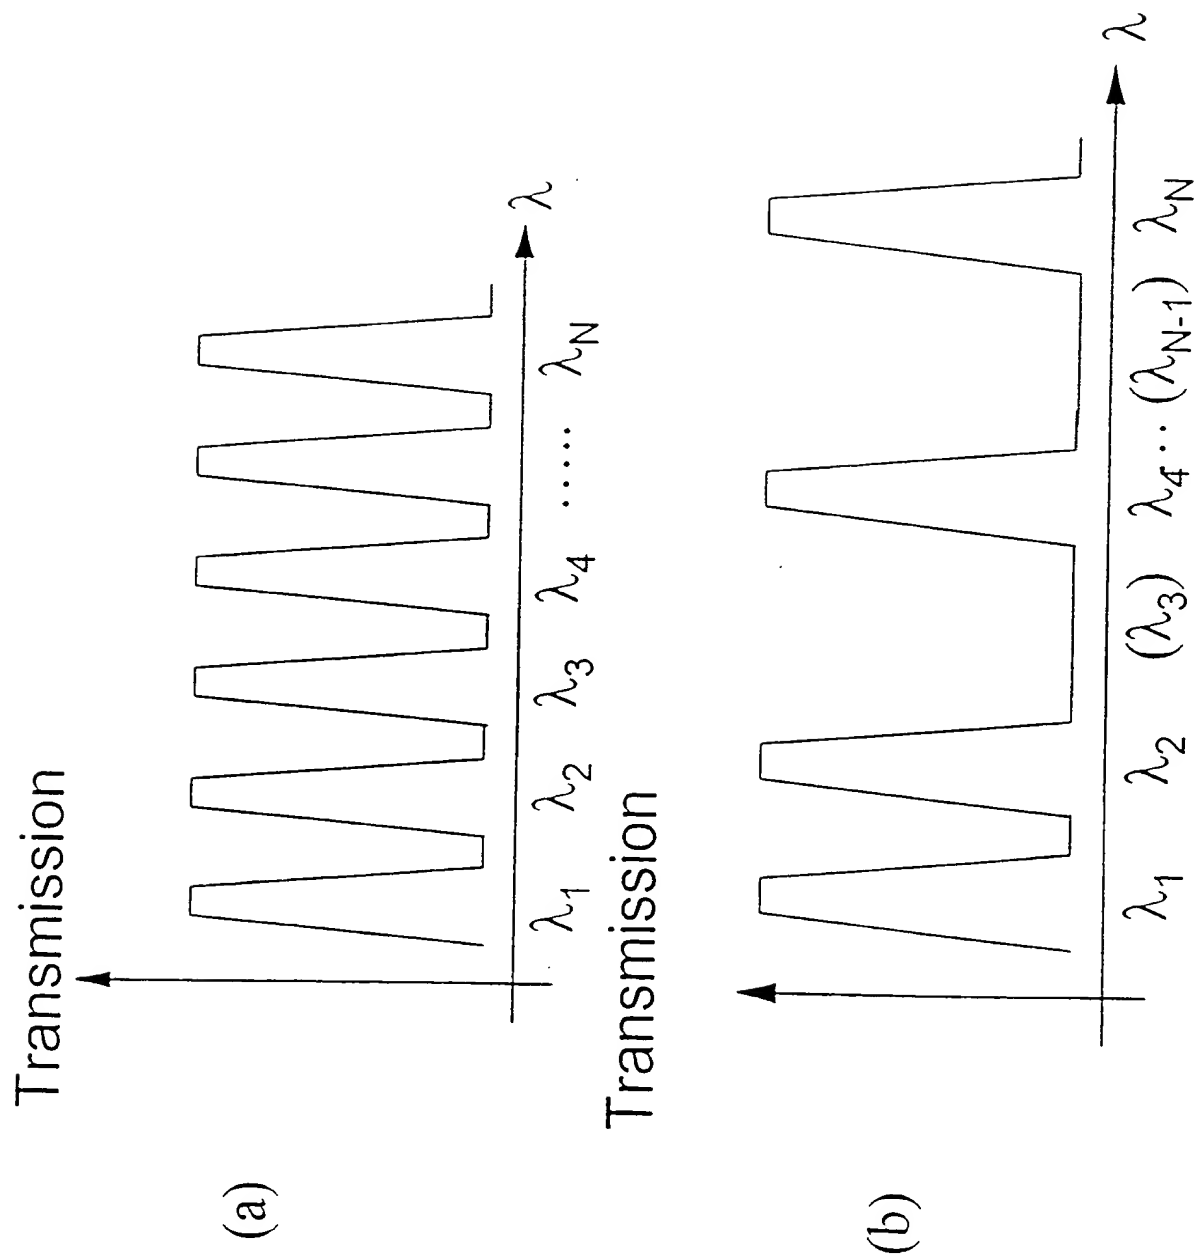 (a)
Transmission
λ
λ1 λ2 λ3 λ4 ...... λN
(b)
Transmission
λ
λ1 λ2 (λ3) λ4 ... (λN-1) λN